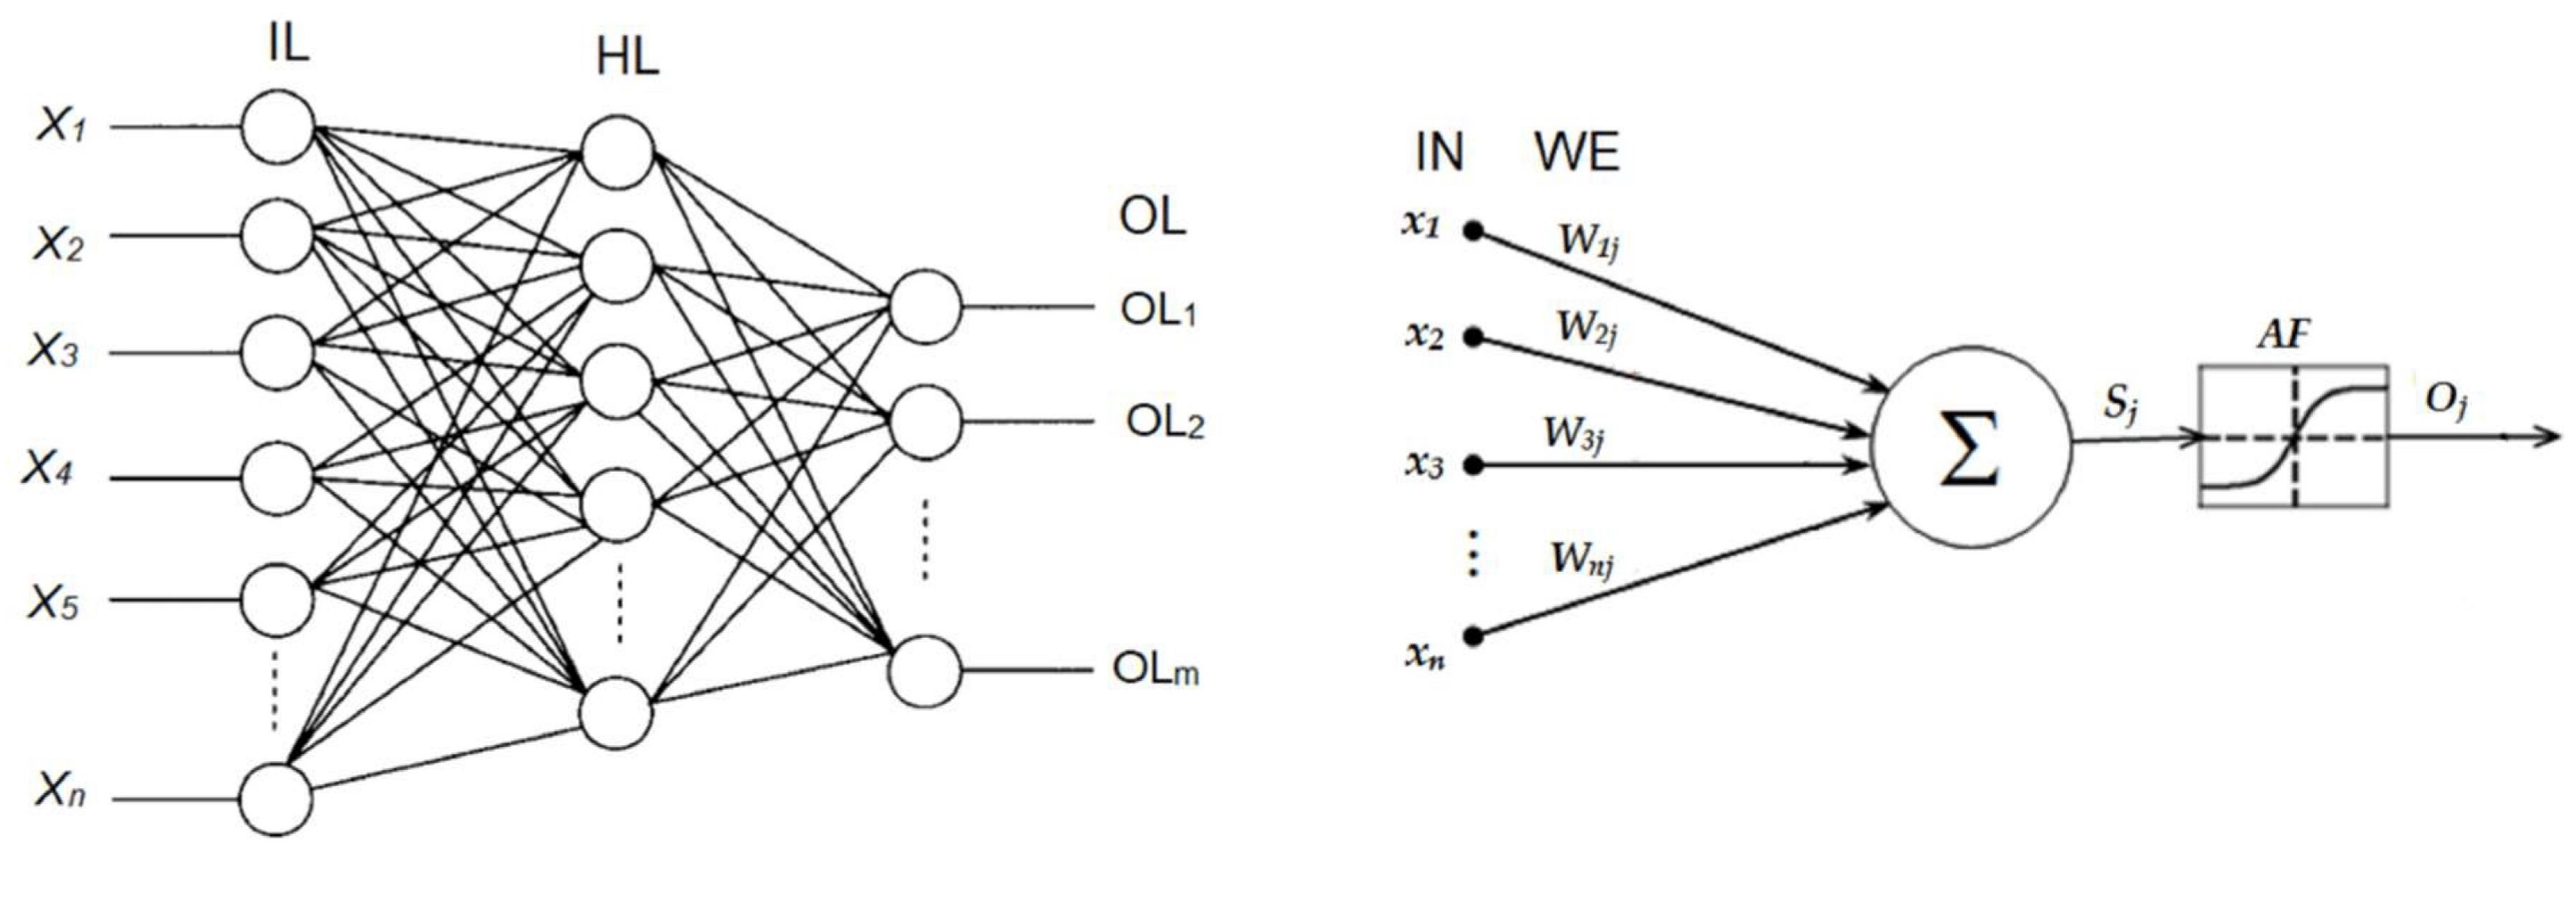 IL
HL
X1
X2
X3
X4
X5
Xn
OL
OL1
OL2
OLm
IN WE
x1
W1j
x2
W2j
x3
W3j
Wnj
xn
Σ
Sj
AF
Oj